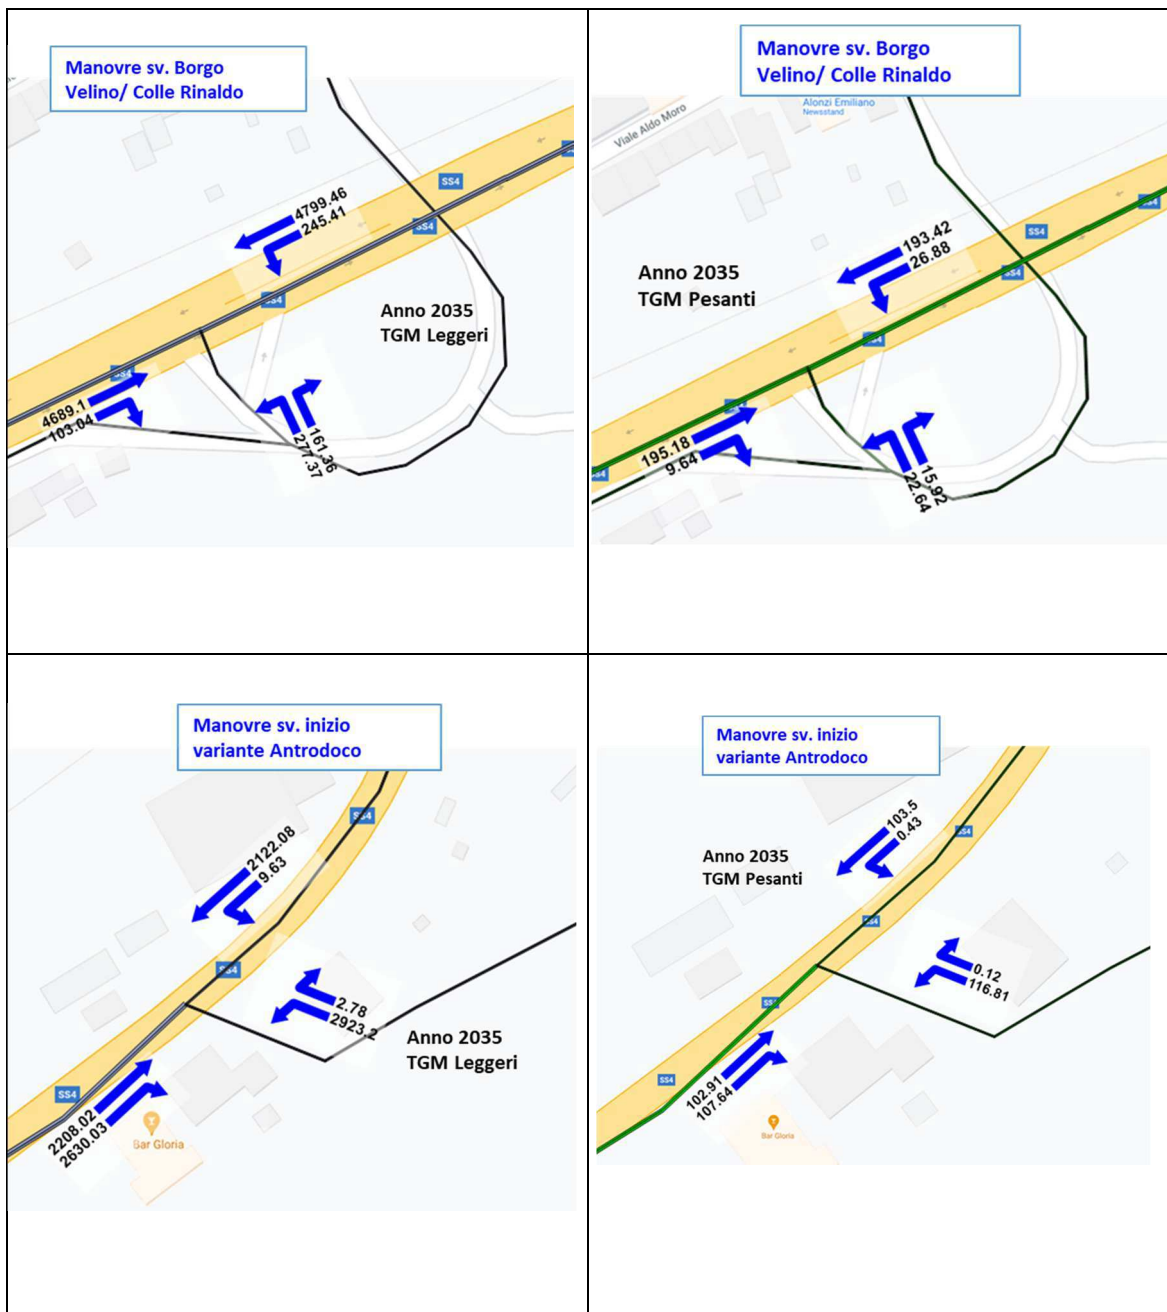 Manovre sv. Borgo
Velino/ Colle Rinaldo
SS4
4799.46
245.41
SS4
SS4
Anno 2035
TGM Leggeri
SS4
4689.1
103.04
161.36
277.37
Manovre sv. Borgo
Velino/ Colle Rinaldo
Alonzi Emiliano
Newsstand
Viale Aldo Moro
SS4
SS4
193.42
26.88
SS4
Anno 2035
TGM Pesanti
SS4
SS4
195.18
9.64
15.92
22.64
SS4
Manovre sv. inizio
variante Antrodoco
SS4
2122.08
9.63
SS4
2.78
2923.2
Anno 2035
TGM Leggeri
SS4
2208.02
2630.03
Bar Gloria
Manovre sv. inizio
variante Antrodoco
103.5
0.43
SS4
Anno 2035
TGM Pesanti
SS4
0.12
116.81
SS4
102.91
107.64
Bar Gloria